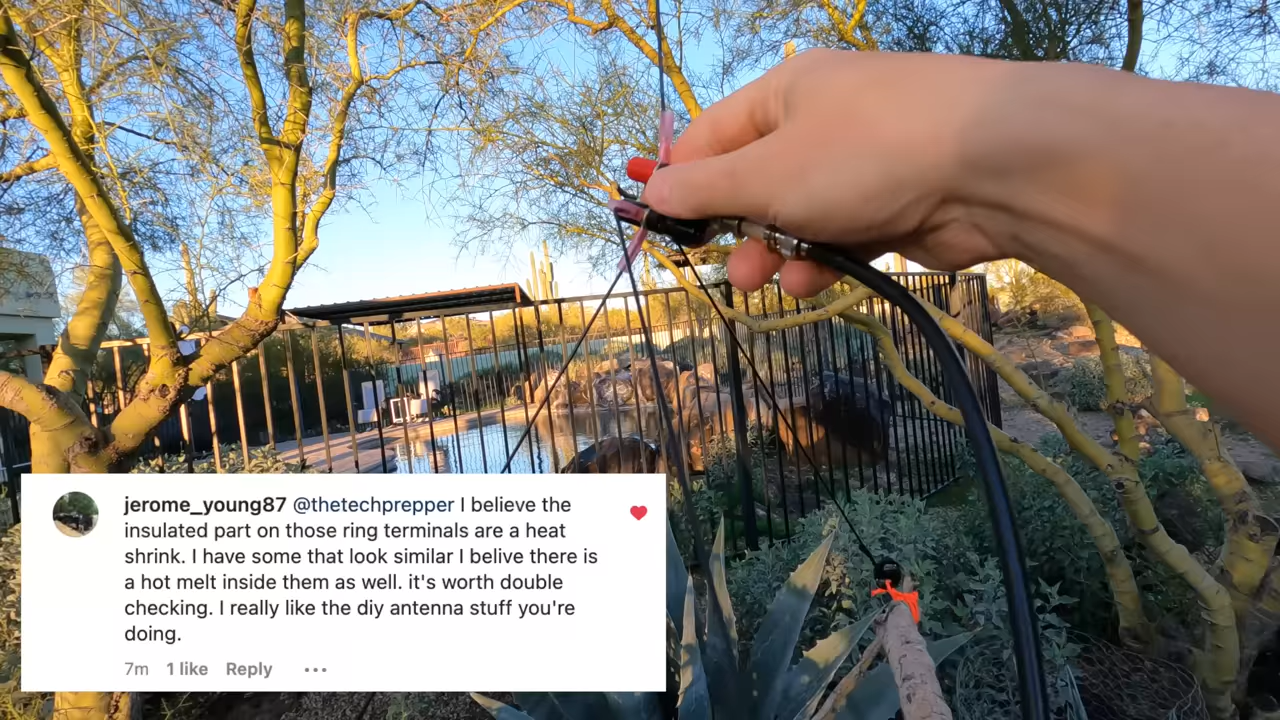 jerome_young87 @thetechprepper I believe the
insulated part on those ring terminals are a heat
shrink. I have some that look similar I belive there is
a hot melt inside them as well. it's worth double
checking. I really like the diy antenna stuff you're
doing.
7m 1 like Reply